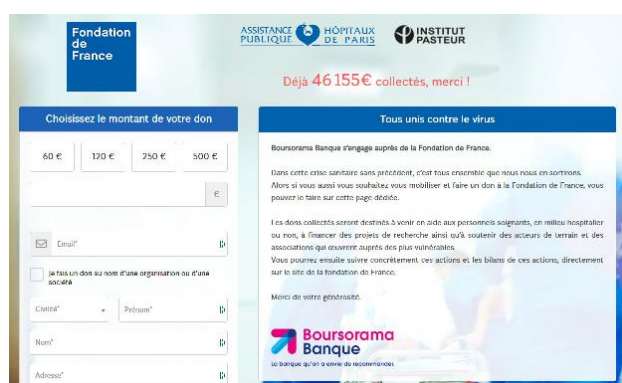 Fondation
de
France
ASSISTANCE PUBLIQUE HÔPITAUX DE PARIS
INSTITUT PASTEUR
Déjà 46 155€ collectés, merci !
Choisissez le montant de votre don
60 € 120 € 250 € 500 €
€
Email*
Je fais un don au nom d'une organisation ou d'une
société
Civilité* Prénom*
Nom*
Adresse*
Tous unis contre le virus
Boursorama Banque s'engage auprès de la Fondation de France.
Dans cette crise sanitaire sans précédent, c'est tous ensemble que nous nous en sortirons.
Alors si vous aussi vous souhaitez vous mobiliser et faire un don à la Fondation de France, vous
pouvez le faire sur cette page dédiée.
Les dons collectés seront destinés à venir en aide aux personnels soignants, en milieu hospitalier
ou non, à financer des projets de recherche ainsi qu'à soutenir des acteurs de terrain et des
associations qui œuvrent auprès des plus vulnérables.
Vous pourrez ensuite suivre concrètement ces actions et les bilans de ces actions, directement
sur le site de la fondation de France.
Merci de votre générosité.
Boursorama
Banque
La banque qu'on a envie de recommander.